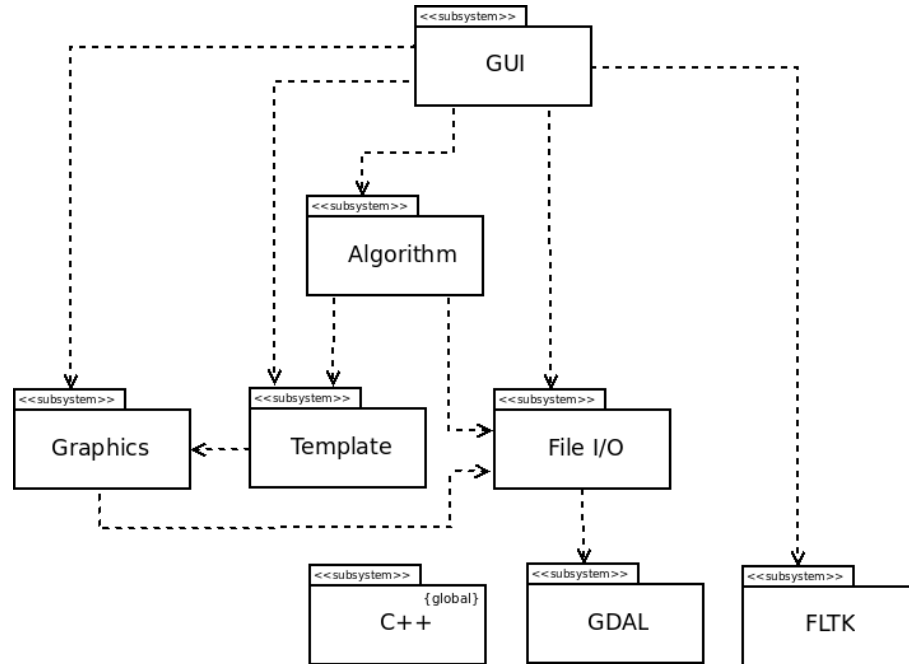 <<subsystem>>
GUI
<<subsystem>>
Algorithm
<<subsystem>>
Graphics
<<subsystem>>
Template
<<subsystem>>
File I/O
<<subsystem>>
{global}
C++
<<subsystem>>
GDAL
<<subsystem>>
FLTK